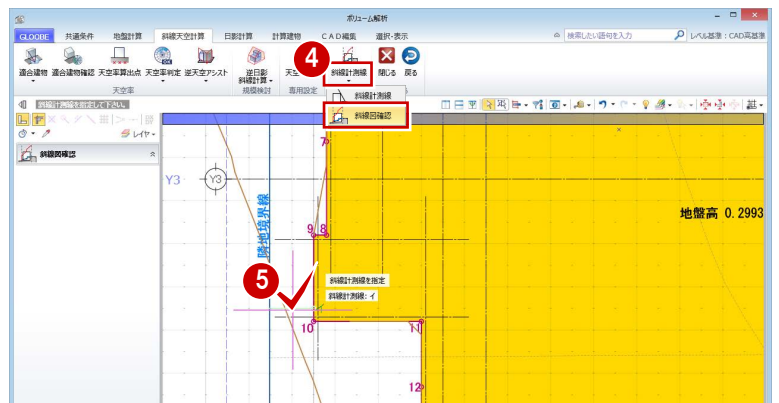 ボリューム解析
GLOOBE 共通条件 地盤計算 斜線天空計算 日影計算 計算建物 CAD編集 選択・表示
検索したい語句を入力 レベル基準:CAD高基準
4
適合建物 適合建物確認 天空率算出点 天空率判定 逆天空アシスト 逆日影斜線計算 斜線計測線 閉じる 戻る
天空率 規模検討 専用設定
斜線計測線
斜線図確認
斜線計測線を指定して下さい。
レイヤ
斜線図確認
7
Y3 Y3
隣地境界線
地盤高 0.2993
9 8
5
斜線計測線を指定
斜線計測線:イ
10 11
12